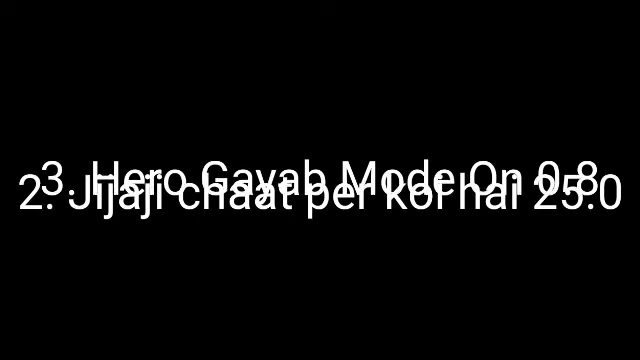 3. Hero Gayab Mode On 0.8
2. Jijaji chaat per koi hai 25.0